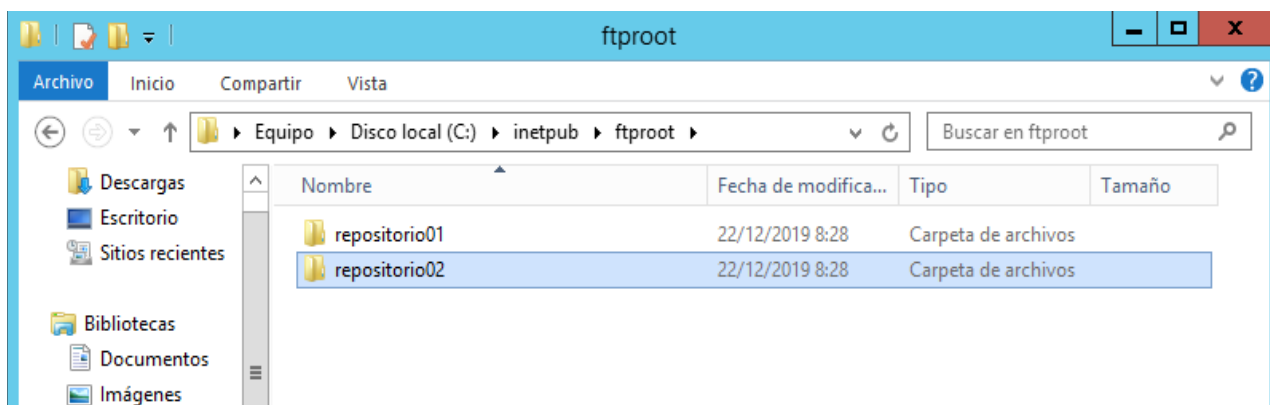 ftproot
Archivo Inicio Compartir Vista
Equipo Disco local (C:) inetpub ftproot Buscar en ftproot
Descargas
Escritorio
Sitios recientes
Bibliotecas
Documentos
Imágenes
Nombre Fecha de modifica... Tipo Tamaño
repositorio01 22/12/2019 8:28 Carpeta de archivos
repositorio02 22/12/2019 8:28 Carpeta de archivos